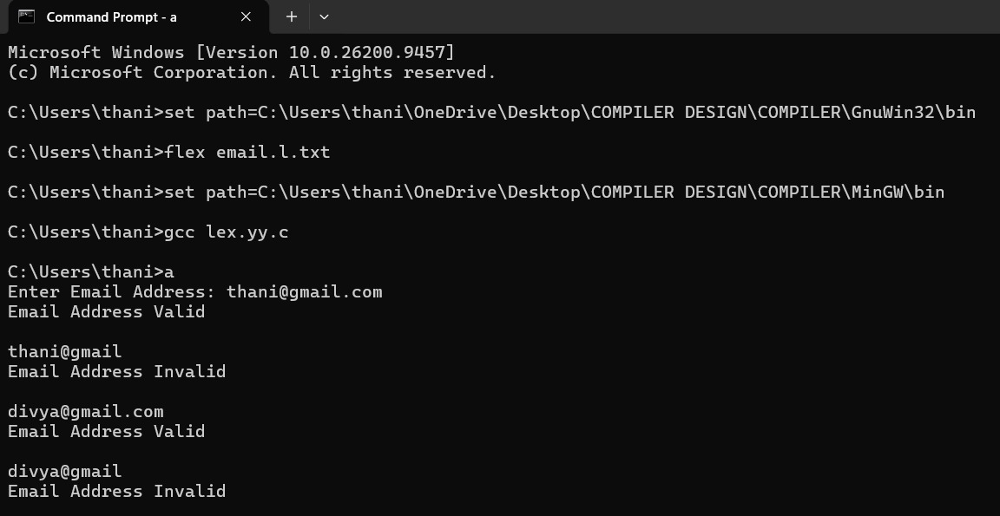 Command Prompt - a
Microsoft Windows [Version 10.0.26200.9457]
(c) Microsoft Corporation. All rights reserved.
C:\Users\thani>set path=C:\Users\thani\OneDrive\Desktop\COMPILER DESIGN\COMPILER\GnuWin32\bin
C:\Users\thani>flex email.l.txt
C:\Users\thani>set path=C:\Users\thani\OneDrive\Desktop\COMPILER DESIGN\COMPILER\MinGW\bin
C:\Users\thani>gcc lex.yy.c
C:\Users\thani>a
Enter Email Address: thani@gmail.com
Email Address Valid
thani@gmail
Email Address Invalid
divya@gmail.com
Email Address Valid
divya@gmail
Email Address Invalid